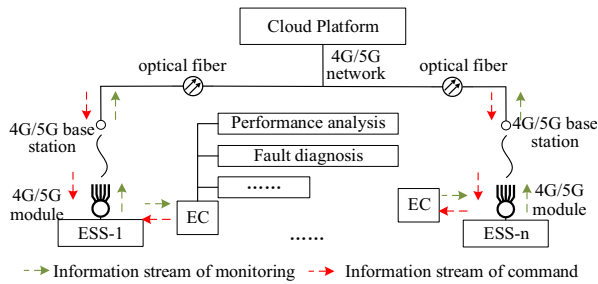 Cloud Platform
4G/5G
network
optical fiber
optical fiber
4G/5G base
station
4G/5G base
station
Performance analysis
Fault diagnosis
……
4G/5G
module
4G/5G
module
EC
EC
ESS-1
ESS-n
……
Information stream of monitoring
Information stream of command